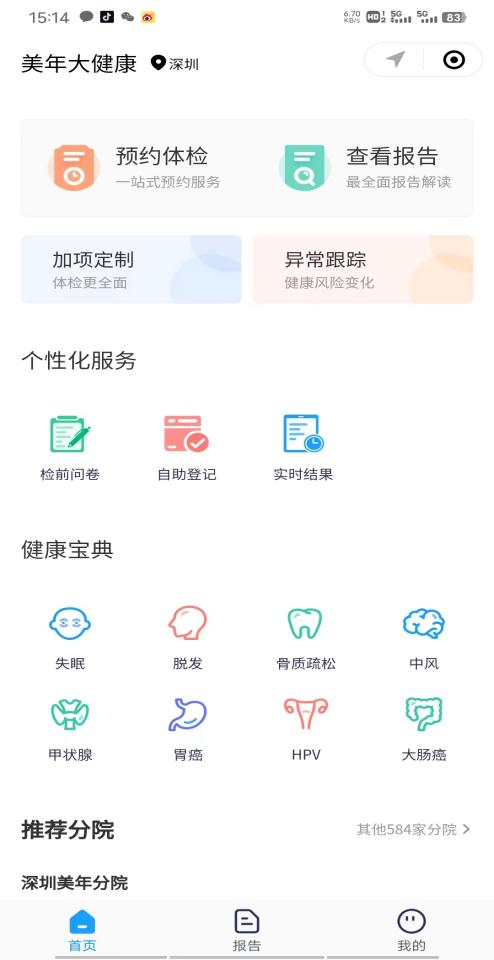 15:14
6.70 KB/s HD 1 2 5G 5G 83
美年大健康 深圳
预约体检 查看报告
一站式预约服务 最全面报告解读
加项定制 异常跟踪
体检更全面 健康风险变化
个性化服务
检前问卷 自助登记 实时结果
健康宝典
失眠 脱发 骨质疏松 中风
甲状腺 胃癌 HPV 大肠癌
推荐分院 其他584家分院
深圳美年分院
首页 报告 我的